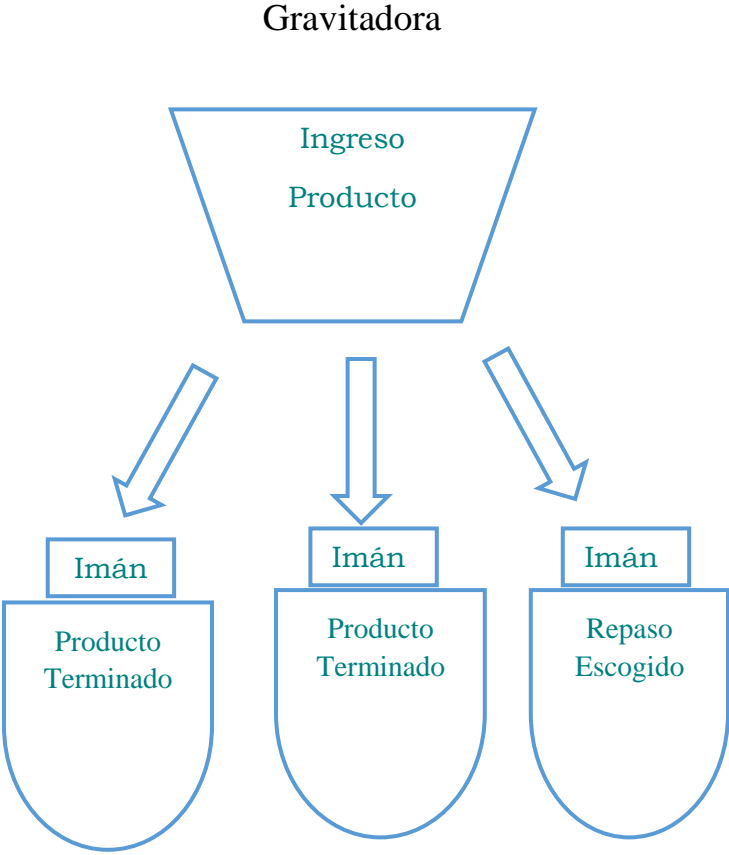 Gravitadora
Ingreso
Producto
Imán
Imán
Imán
Producto
Terminado
Producto
Terminado
Repaso
Escogido